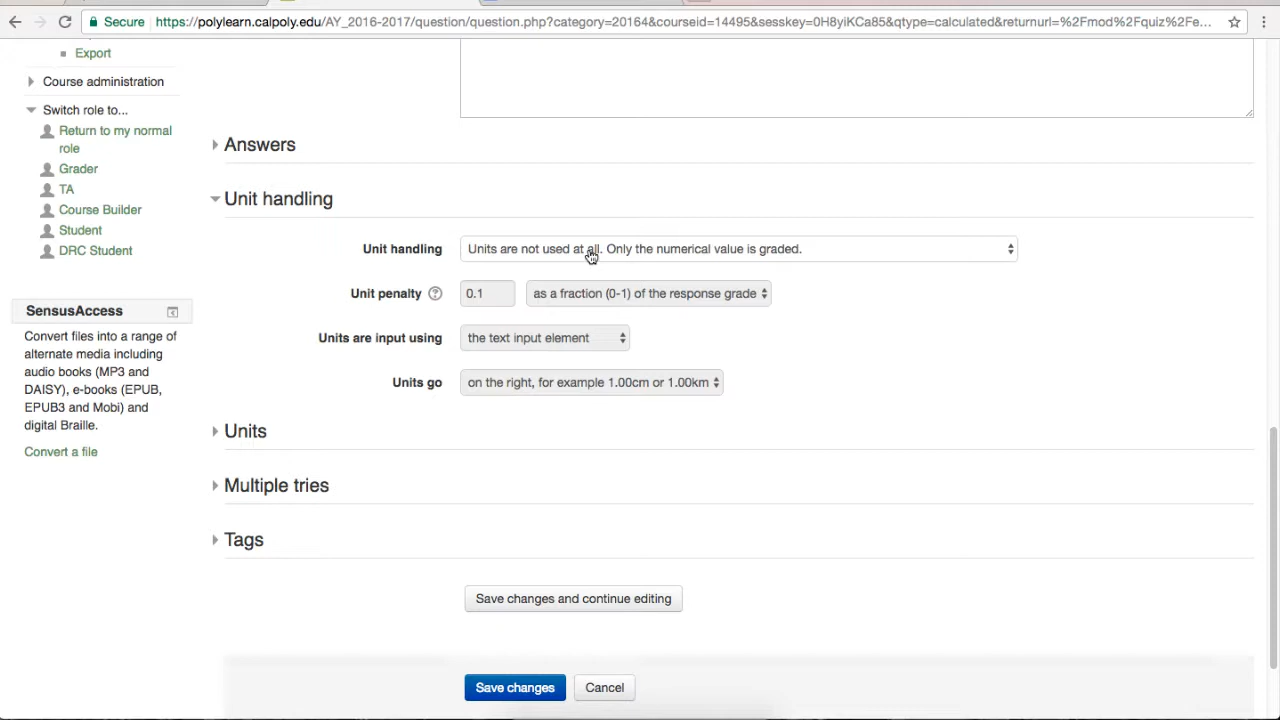 Secure https://polylearn.calpoly.edu/AY_2016-2017/question/question.php?category=20164&courseid=14495&sesskey=0H8yiKCa85&qtype=calculated&returnurl=%2Fmod%2Fquiz%2Fe...
Export
Course administration
Switch role to...
Return to my normal
role
Grader
TA
Course Builder
Student
DRC Student
SensusAccess
Convert files into a range of
alternate media including
audio books (MP3 and
DAISY), e-books (EPUB,
EPUB3 and Mobi) and
digital Braille.
Convert a file
Answers
Unit handling
Unit handling Units are not used at all. Only the numerical value is graded.
Unit penalty 0.1 as a fraction (0-1) of the response grade
Units are input using the text input element
Units go on the right, for example 1.00cm or 1.00km
Units
Multiple tries
Tags
Save changes and continue editing
Save changes Cancel